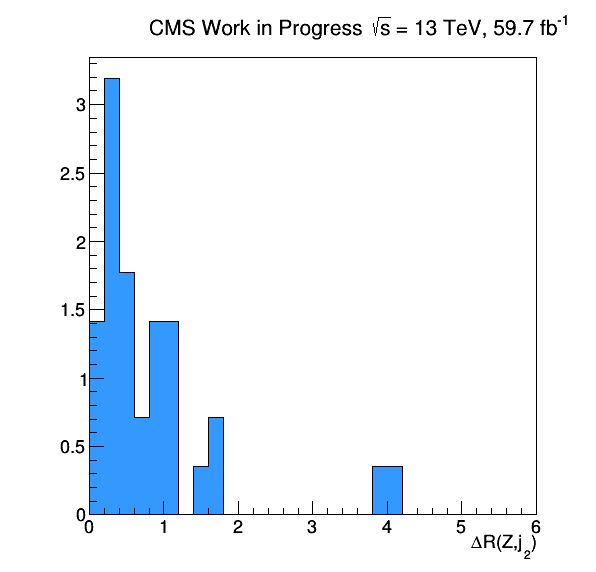 CMS Work in Progress √s = 13 TeV, 59.7 fb⁻¹
3
2.5
2
1.5
1
0.5
0
0 1 2 3 4 5 6
ΔR(Z,j₂)